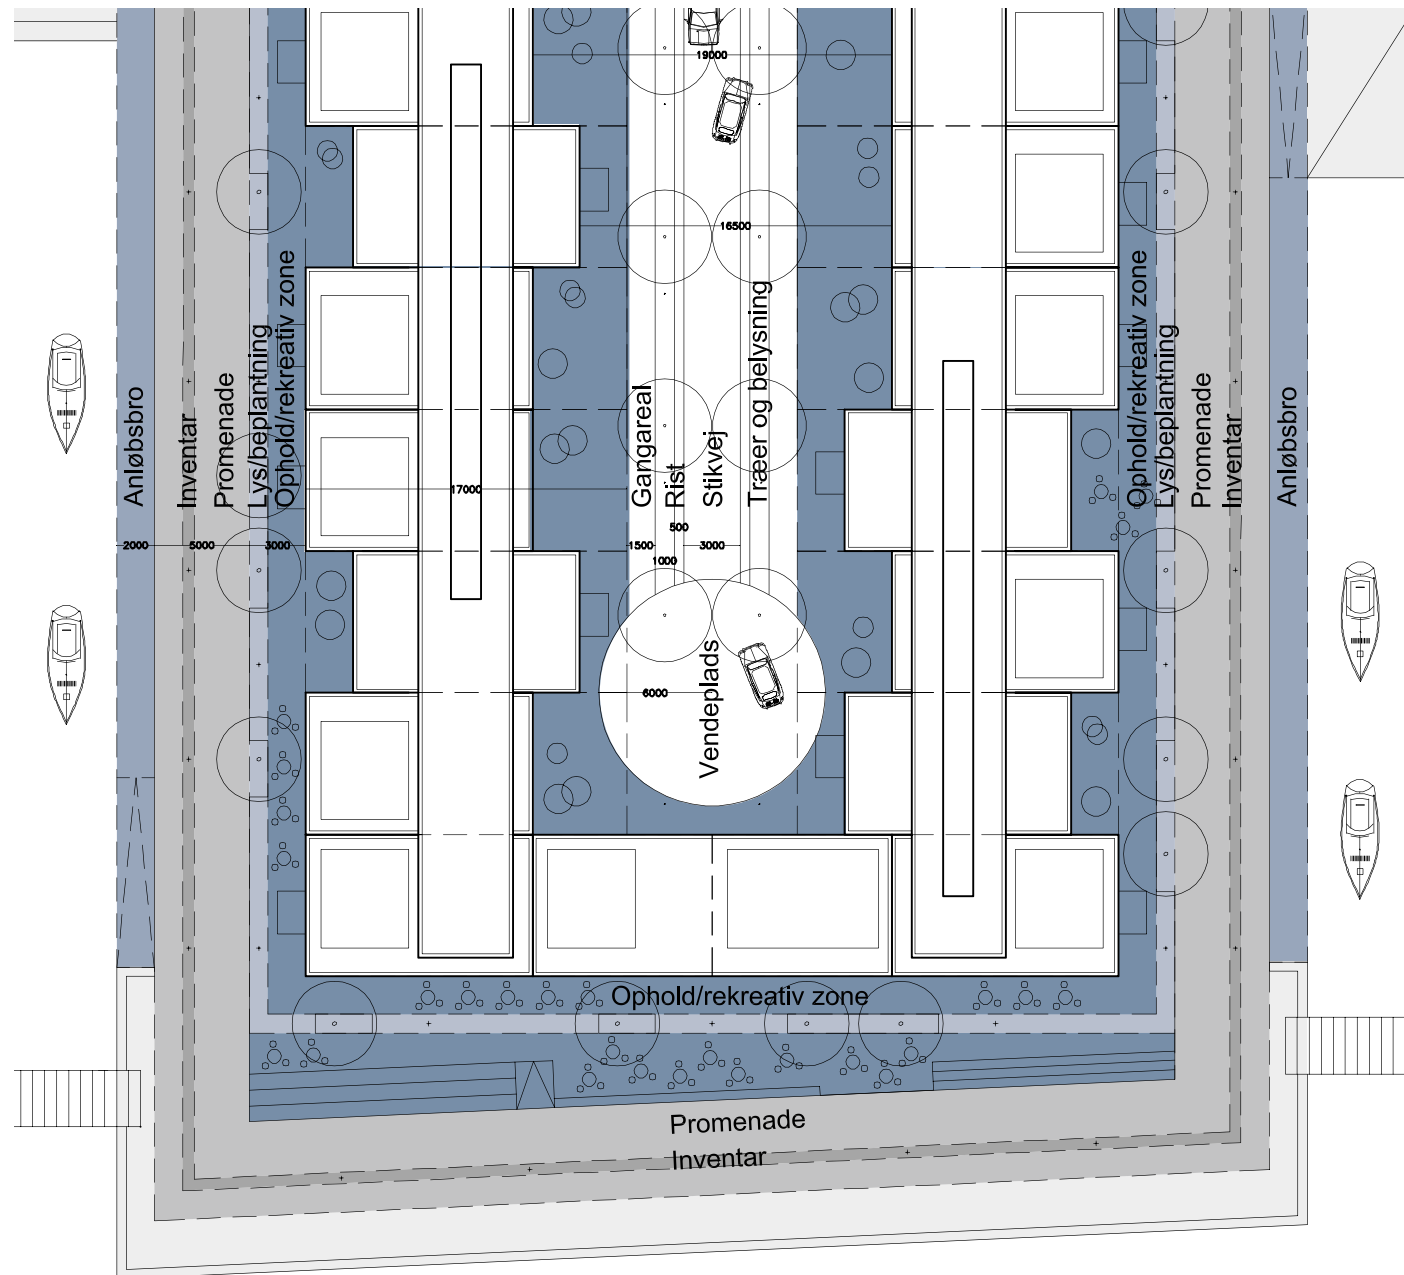 19000
16500
Anløbsbro
Inventar
Promenade
Lys/beplantning
Ophold/rekreativ zone
17000
Gangareal
Rist
Stikvej
Træer og belysning
Ophold/rekreativ zone
Lys/beplantning
Promenade
Inventar
Anløbsbro
500
2000
5000
3000
1500
3000
1000
6000
Vendeplads
Ophold/rekreativ zone
Promenade
Inventar